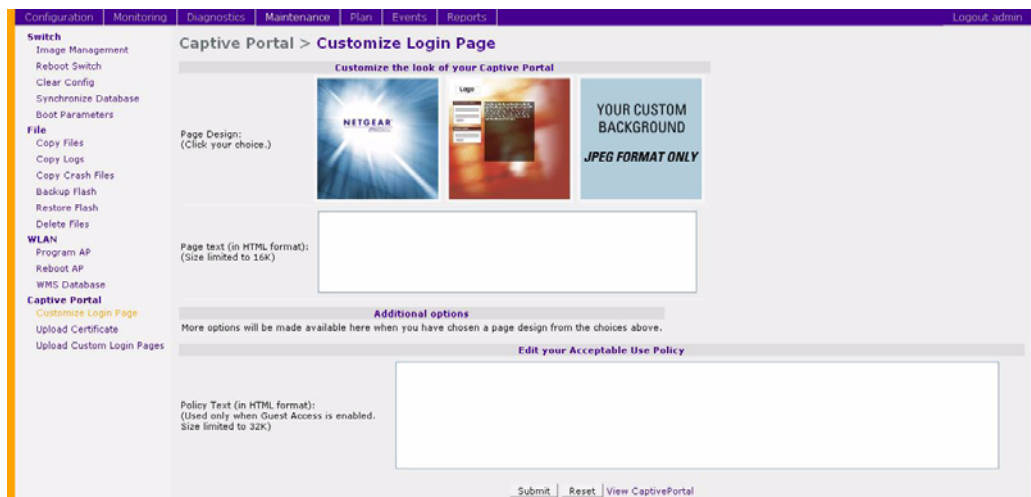 Configuration Monitoring Diagnostics Maintenance Plan Events Reports Logout admin
Switch
Image Management
Reboot Switch
Clear Config
Synchronize Database
Boot Parameters
File
Copy Files
Copy Logs
Copy Crash Files
Backup Flash
Restore Flash
Delete Files
WLAN
Program AP
Reboot AP
WMS Database
Captive Portal
Customize Login Page
Upload Certificate
Upload Custom Login Pages
Captive Portal > Customize Login Page
Customize the look of your Captive Portal
Page Design:
(Click your choice.)
NETGEAR
Logo
YOUR CUSTOM
BACKGROUND
JPEG FORMAT ONLY
Page text (in HTML format):
(Size limited to 16K)
Additional options
More options will be made available here when you have chosen a page design from the choices above.
Edit your Acceptable Use Policy
Policy Text (in HTML format):
(Used only when Guest Access is enabled.
Size limited to 32K)
Submit Reset View CaptivePortal